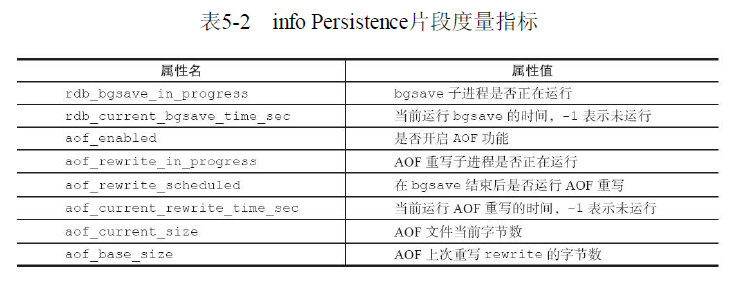 表5-2 info Persistence片段度量指标
属性名 属性值
rdb_bgsave_in_progress bgsave 子进程是否正在运行
rdb_current_bgsave_time_sec 当前运行 bgsave 的时间，-1 表示未运行
aof_enabled 是否开启 AOF 功能
aof_rewrite_in_progress AOF 重写子进程是否正在运行
aof_rewrite_scheduled 在 bgsave 结束后是否运行 AOF 重写
aof_current_rewrite_time_sec 当前运行 AOF 重写的时间，-1 表示未运行
aof_current_size AOF 文件当前字节数
aof_base_size AOF 上次重写 rewrite 的字节数